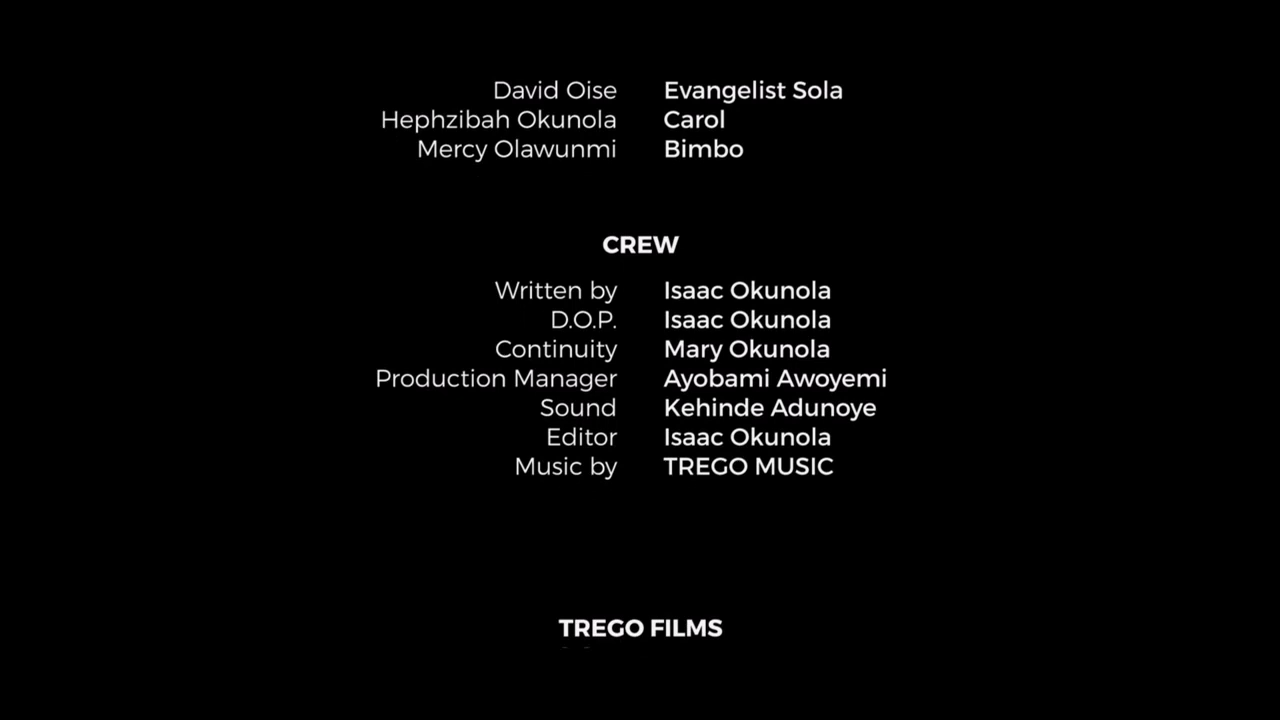 David Oise Evangelist Sola
Hephzibah Okunola Carol
Mercy Olawunmi Bimbo
CREW
Written by Isaac Okunola
D.O.P. Isaac Okunola
Continuity Mary Okunola
Production Manager Ayobami Awoyemi
Sound Kehinde Adunoye
Editor Isaac Okunola
Music by TREGO MUSIC
TREGO FILMS